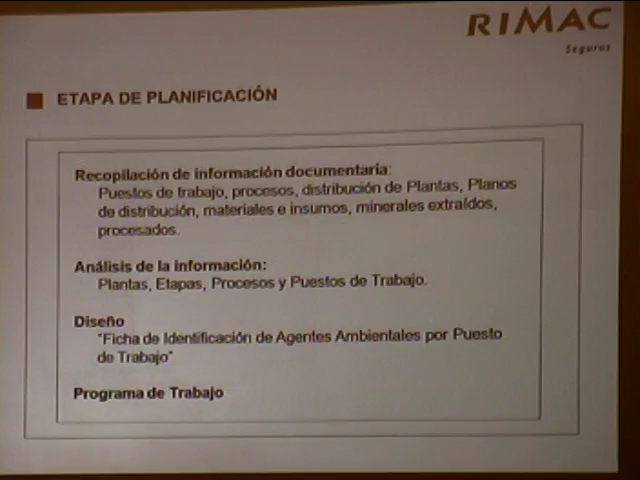 RIMAC
Seguros
ETAPA DE PLANIFICACIÓN
Recopilación de información documentaria:
Puestos de trabajo, procesos, distribución de Plantas, Planos
de distribución, materiales e insumos, minerales extraídos,
procesados.
Análisis de la información:
Plantas, Etapas, Procesos y Puestos de Trabajo.
Diseño
"Ficha de Identificación de Agentes Ambientales por Puesto
de Trabajo"
Programa de Trabajo